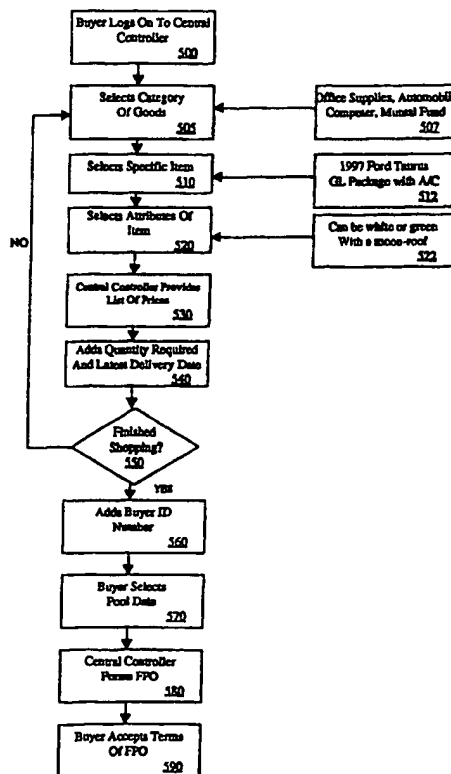 Buyer Logs On To Central
Controller
500
Selects Category
Of Goods
505
Office Supplies, Automobile
Computer, Mutual Fund
507
Selects Specific Item
510
1997 Ford Taurus
GL Package with A/C
512
Selects Attributes Of
Item
520
Can be white or green
With a moon-roof
522
NO
Central Controller Provides
List Of Prices
530
Adds Quantity Required
And Latest Delivery Date
540
Finished
Shopping?
550
YES
Adds Buyer ID
Number
560
Buyer Selects
Pool Date
570
Central Controller
Forms FPO
580
Buyer Accepts Terms
Of FPO
590